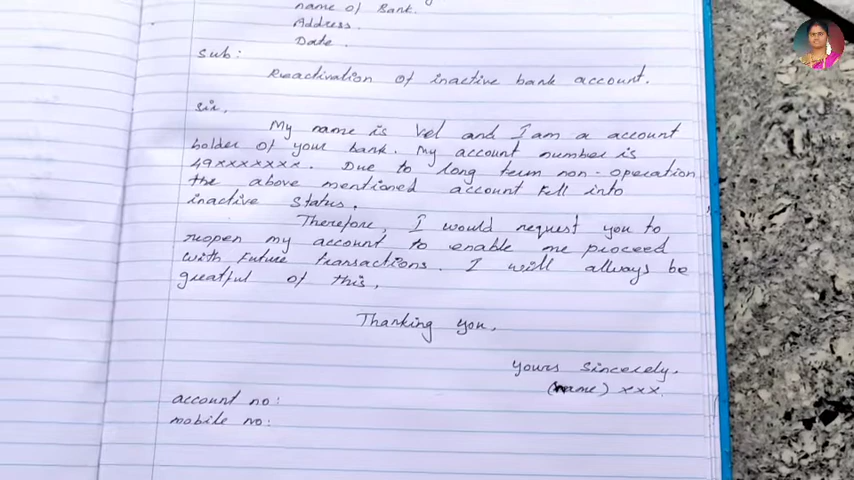 name of Bank.
Address.
Date.
Sub:
Reactivation of inactive bank account.
Sir,
My name is Vel and I am a account
holder of your bank. My account number is
49xxxxxxx. Due to long term non-operation
the above mentioned account fell into
inactive status.
Therefore, I would request you to
reopen my account to enable me proceed
with future transactions. I will allways be
greatful of this.
Thanking you.
Yours sincerely.
(name) xxx.
account no:
mobile no: